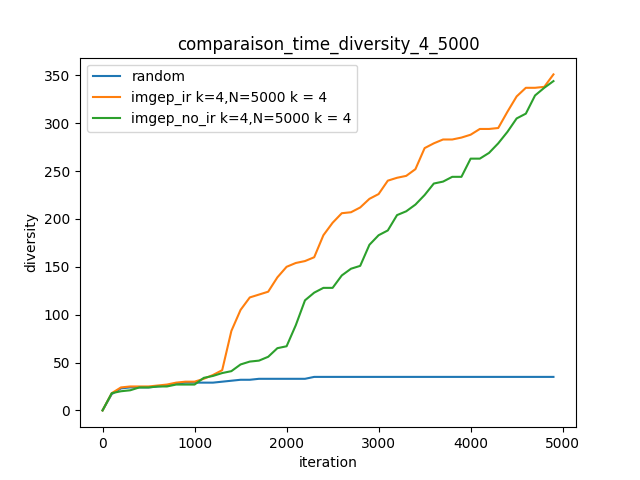 comparaison_time_diversity_4_5000
random
imgep_ir k=4,N=5000 k = 4
imgep_no_ir k=4,N=5000 k = 4
diversity
350
300
250
200
150
100
50
0
0 1000 2000 3000 4000 5000
iteration